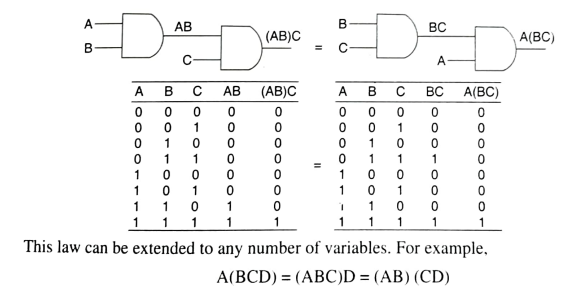 A AB (AB)C B BC A(BC)
B C = C A
A B C AB (AB)C A B C BC A(BC)
0 0 0 0 0 0 0 0 0 0
0 0 1 0 0 0 0 1 0 0
0 1 0 0 0 0 1 0 0 0
0 1 1 0 0 = 0 1 1 1 0
1 0 0 0 0 1 0 0 0 0
1 0 1 0 0 1 0 1 0 0
1 1 0 1 0 1 1 0 0 0
1 1 1 1 1 1 1 1 1 1
This law can be extended to any number of variables. For example,
A(BCD) = (ABC)D = (AB) (CD)